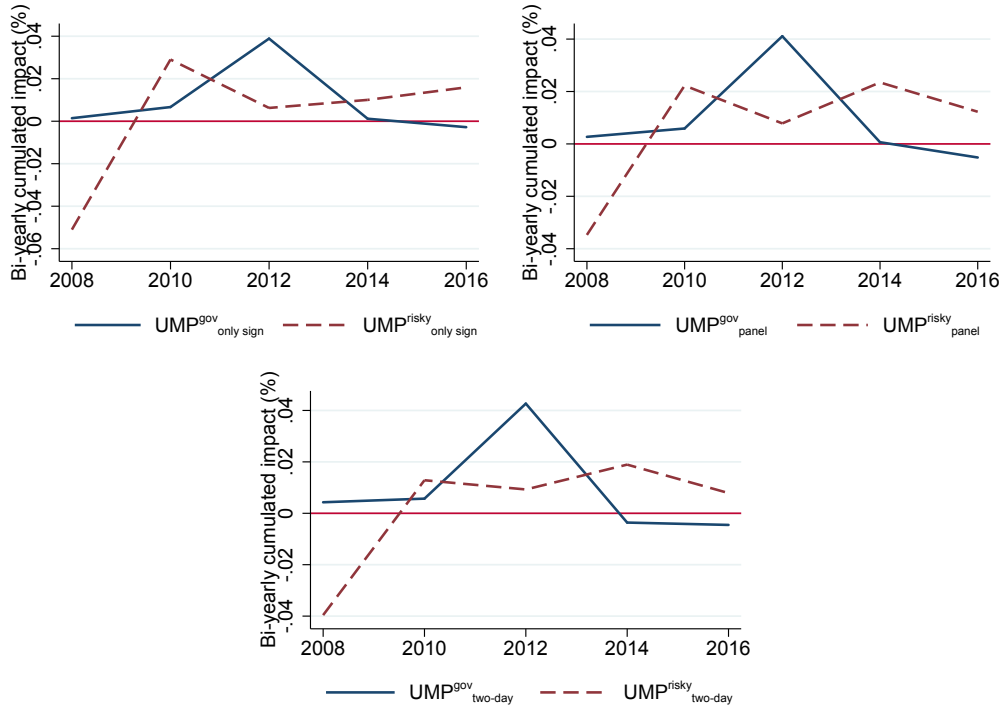 Bi-yearly cumulated impact (%)
.04
.02
0
-.02
-.04
-.06
2008 2010 2012 2014 2016
UMP^gov_only sign UMP^risky_only sign
Bi-yearly cumulated impact (%)
.04
.02
0
-.02
-.04
2008 2010 2012 2014 2016
UMP^gov_panel UMP^risky_panel
Bi-yearly cumulated impact (%)
.04
.02
0
-.02
-.04
2008 2010 2012 2014 2016
UMP^gov_two-day UMP^risky_two-day